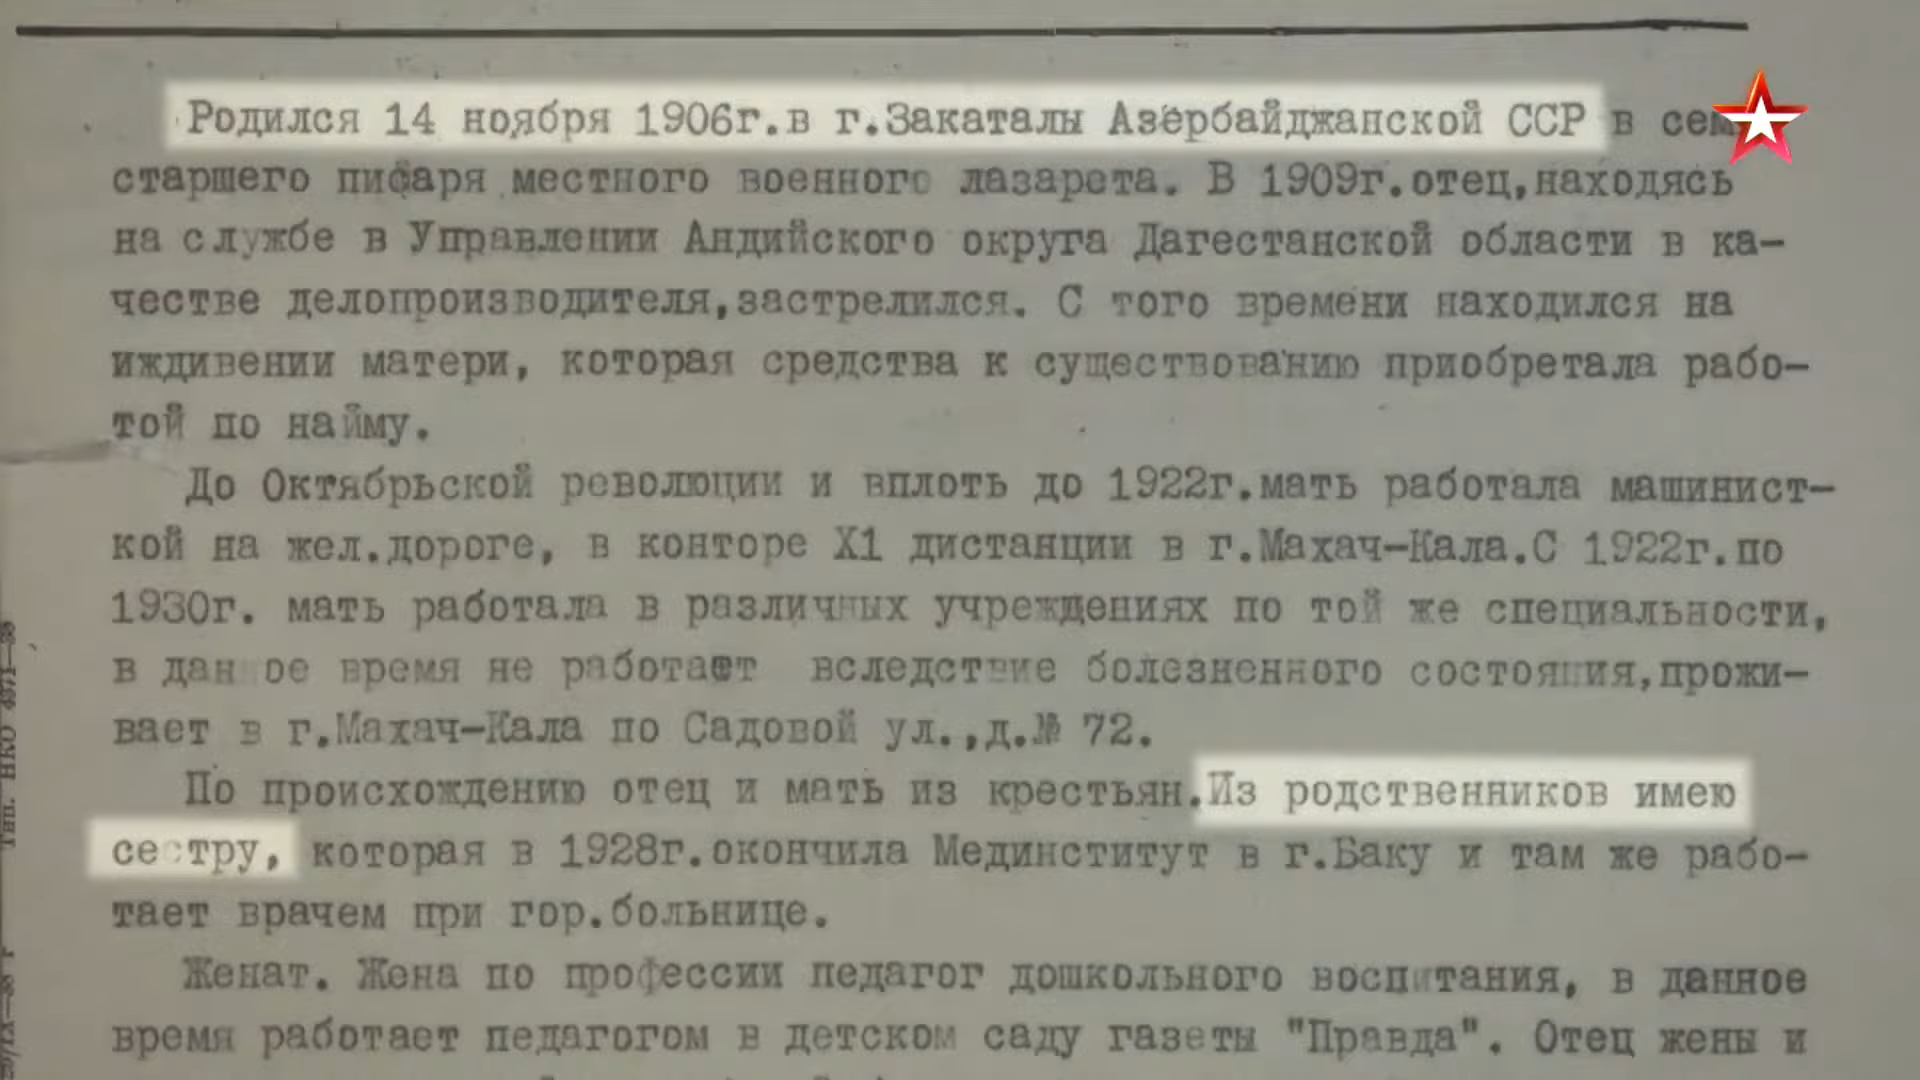 Родился 14 ноября 1906г.в г.Закаталы Азербайджанской ССР в
старшего писаря местного военного лазарета. В 1909г.отец,находясь
на службе в Управлении Андийского округа Дагестанской области в ка-
честве делопроизводителя,застрелился. С того времени находился на
иждивении матери, которая средства к существованию приобретала рабо-
той по найму.
До Октябрьской революции и вплоть до 1922г.мать работала машинист-
кой на жел.дороге, в конторе X1 дистанции в г.Махач-Кала.С 1922г.по
1930г. мать работала в различных учреждениях по той же специальности,
в данное время не работает вследствие болезненного состояния,прожи-
вает в г.Махач-Кала по Садовой ул.,д.№ 72.
По происхождению отец и мать из крестьян.Из родственников имею
сестру, которая в 1928г.окончила Мединститут в г.Баку и там же рабо-
тает врачем при гор.больнице.
Женат. Жена по профессии педагог дошкольного воспитания, в данное
время работает педагогом в детском саду газеты "Правда". Отец жены и
Тип. НКО 4971—38